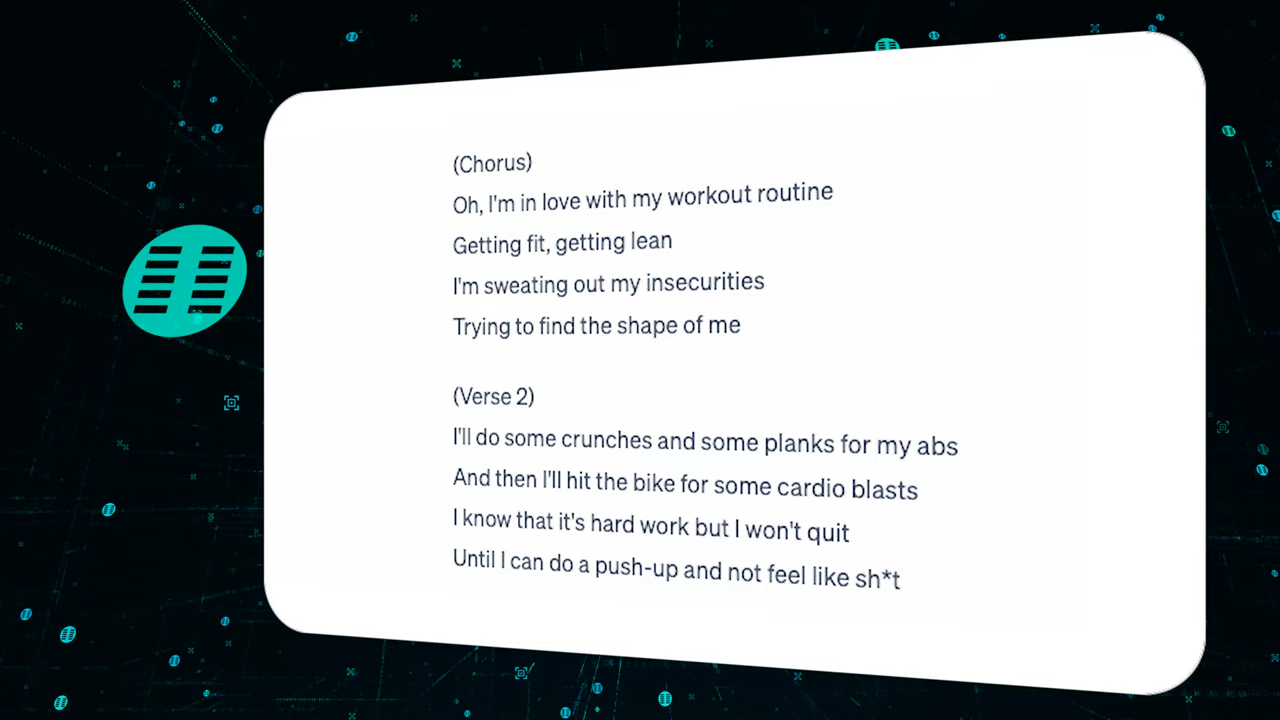 (Chorus)
Oh, I'm in love with my workout routine
Getting fit, getting lean
I'm sweating out my insecurities
Trying to find the shape of me
(Verse 2)
I'll do some crunches and some planks for my abs
And then I'll hit the bike for some cardio blasts
I know that it's hard work but I won't quit
Until I can do a push-up and not feel like sh*t